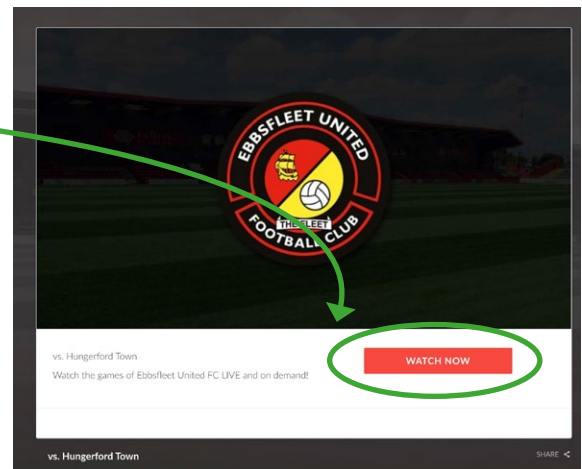 EBBSFLEET UNITED
THE FLEET
FOOTBALL CLUB
vs. Hungerford Town
WATCH NOW
Watch the games of Ebbsfleet United FC LIVE and on demand!
vs. Hungerford Town
SHARE